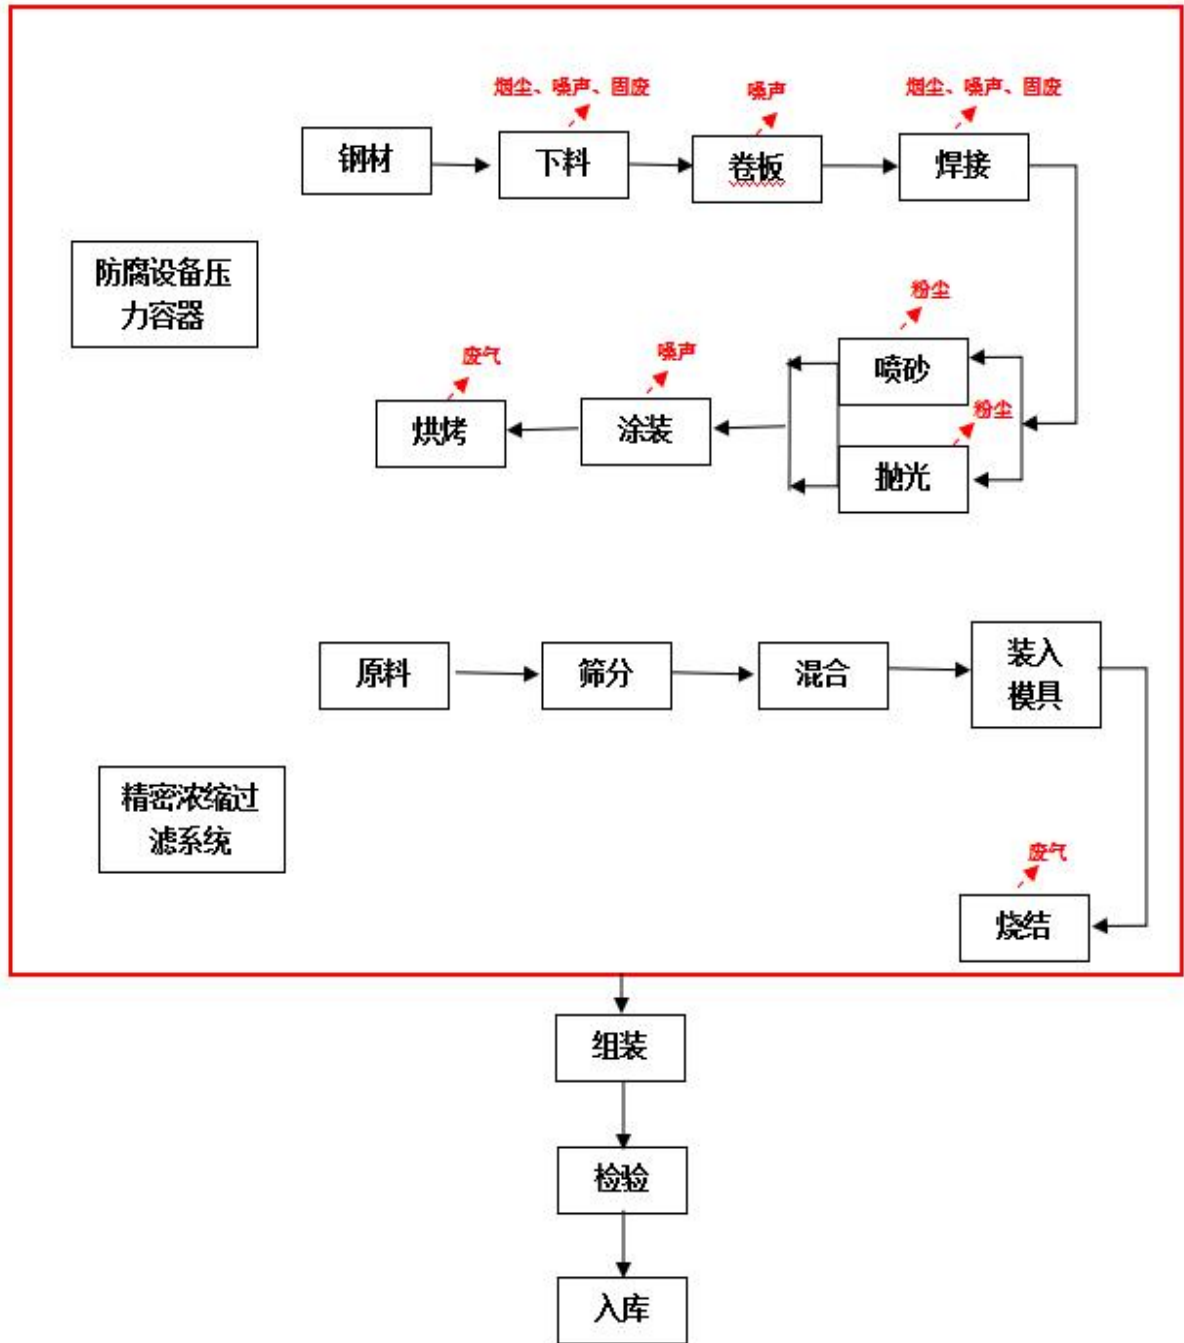 烟尘、噪声、固废
噪声
烟尘、噪声、固废
钢材
下料
卷板
焊接
防腐设备压
力容器
粉尘
喷砂
废气
噪声
粉尘
烘烤
涂装
抛光
原料
筛分
混合
装入
模具
精密浓缩过
滤系统
废气
烧结
组装
检验
入库